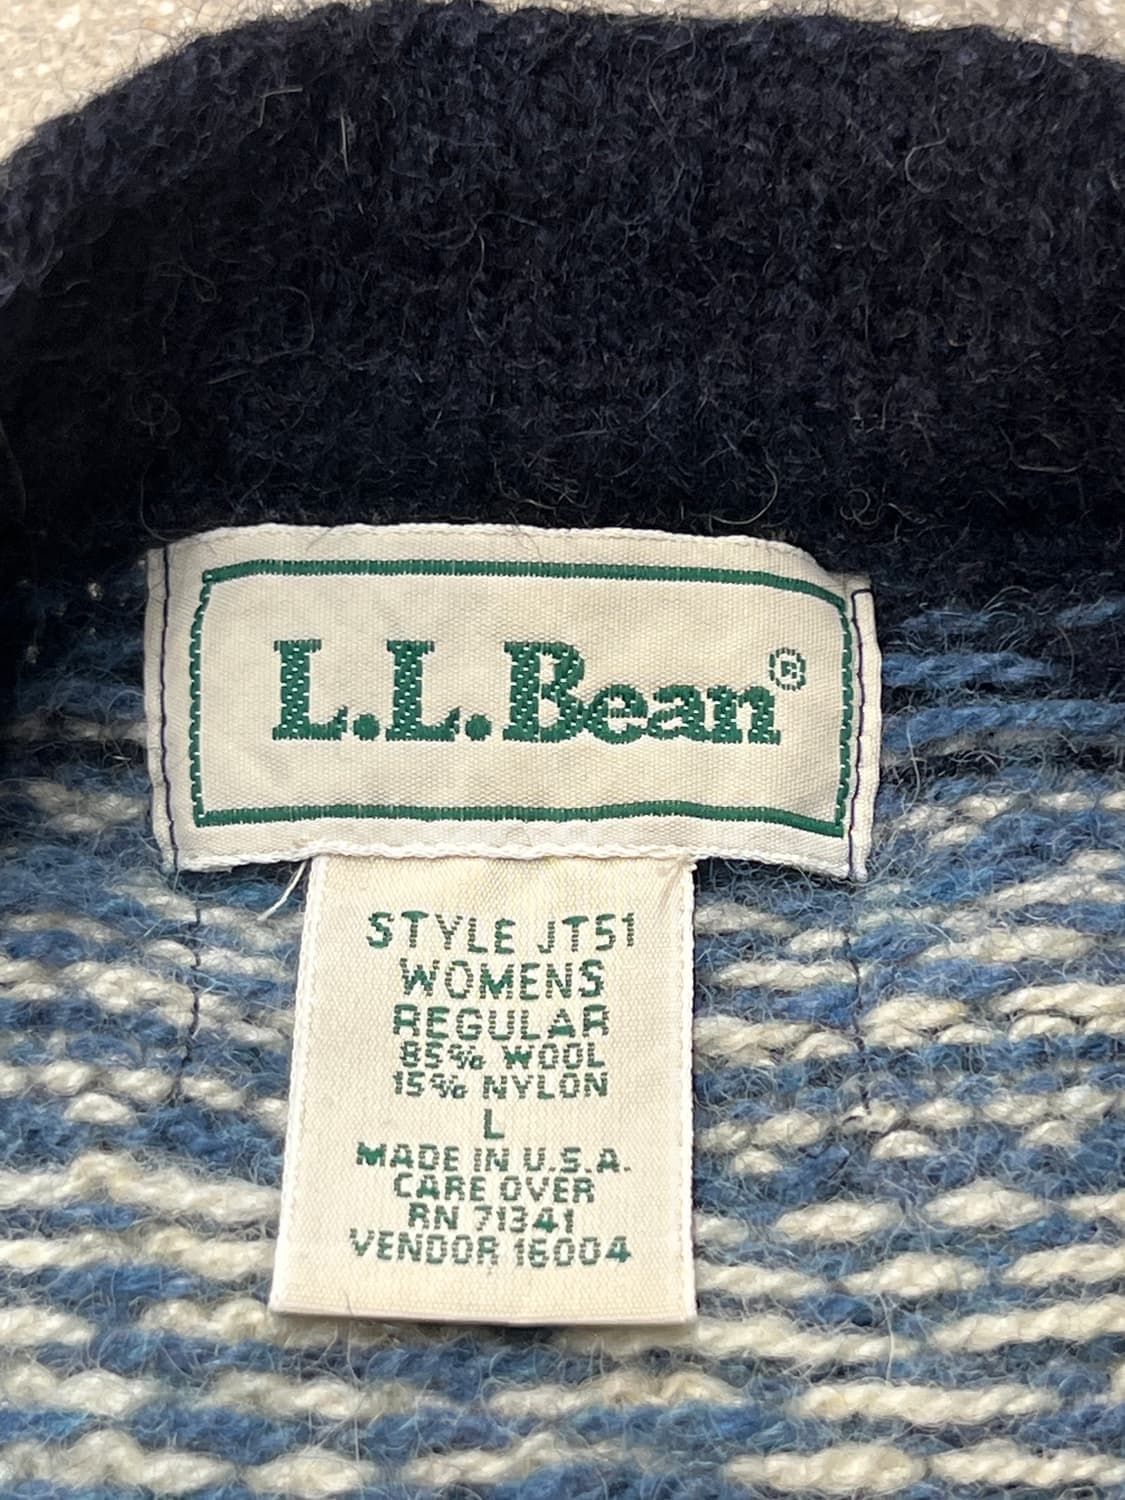 L.L.Bean®
STYLE JT51
WOMENS
REGULAR
85% WOOL
15% NYLON
L
MADE IN U.S.A.
CARE OVER
RN 71341
VENDOR 16004